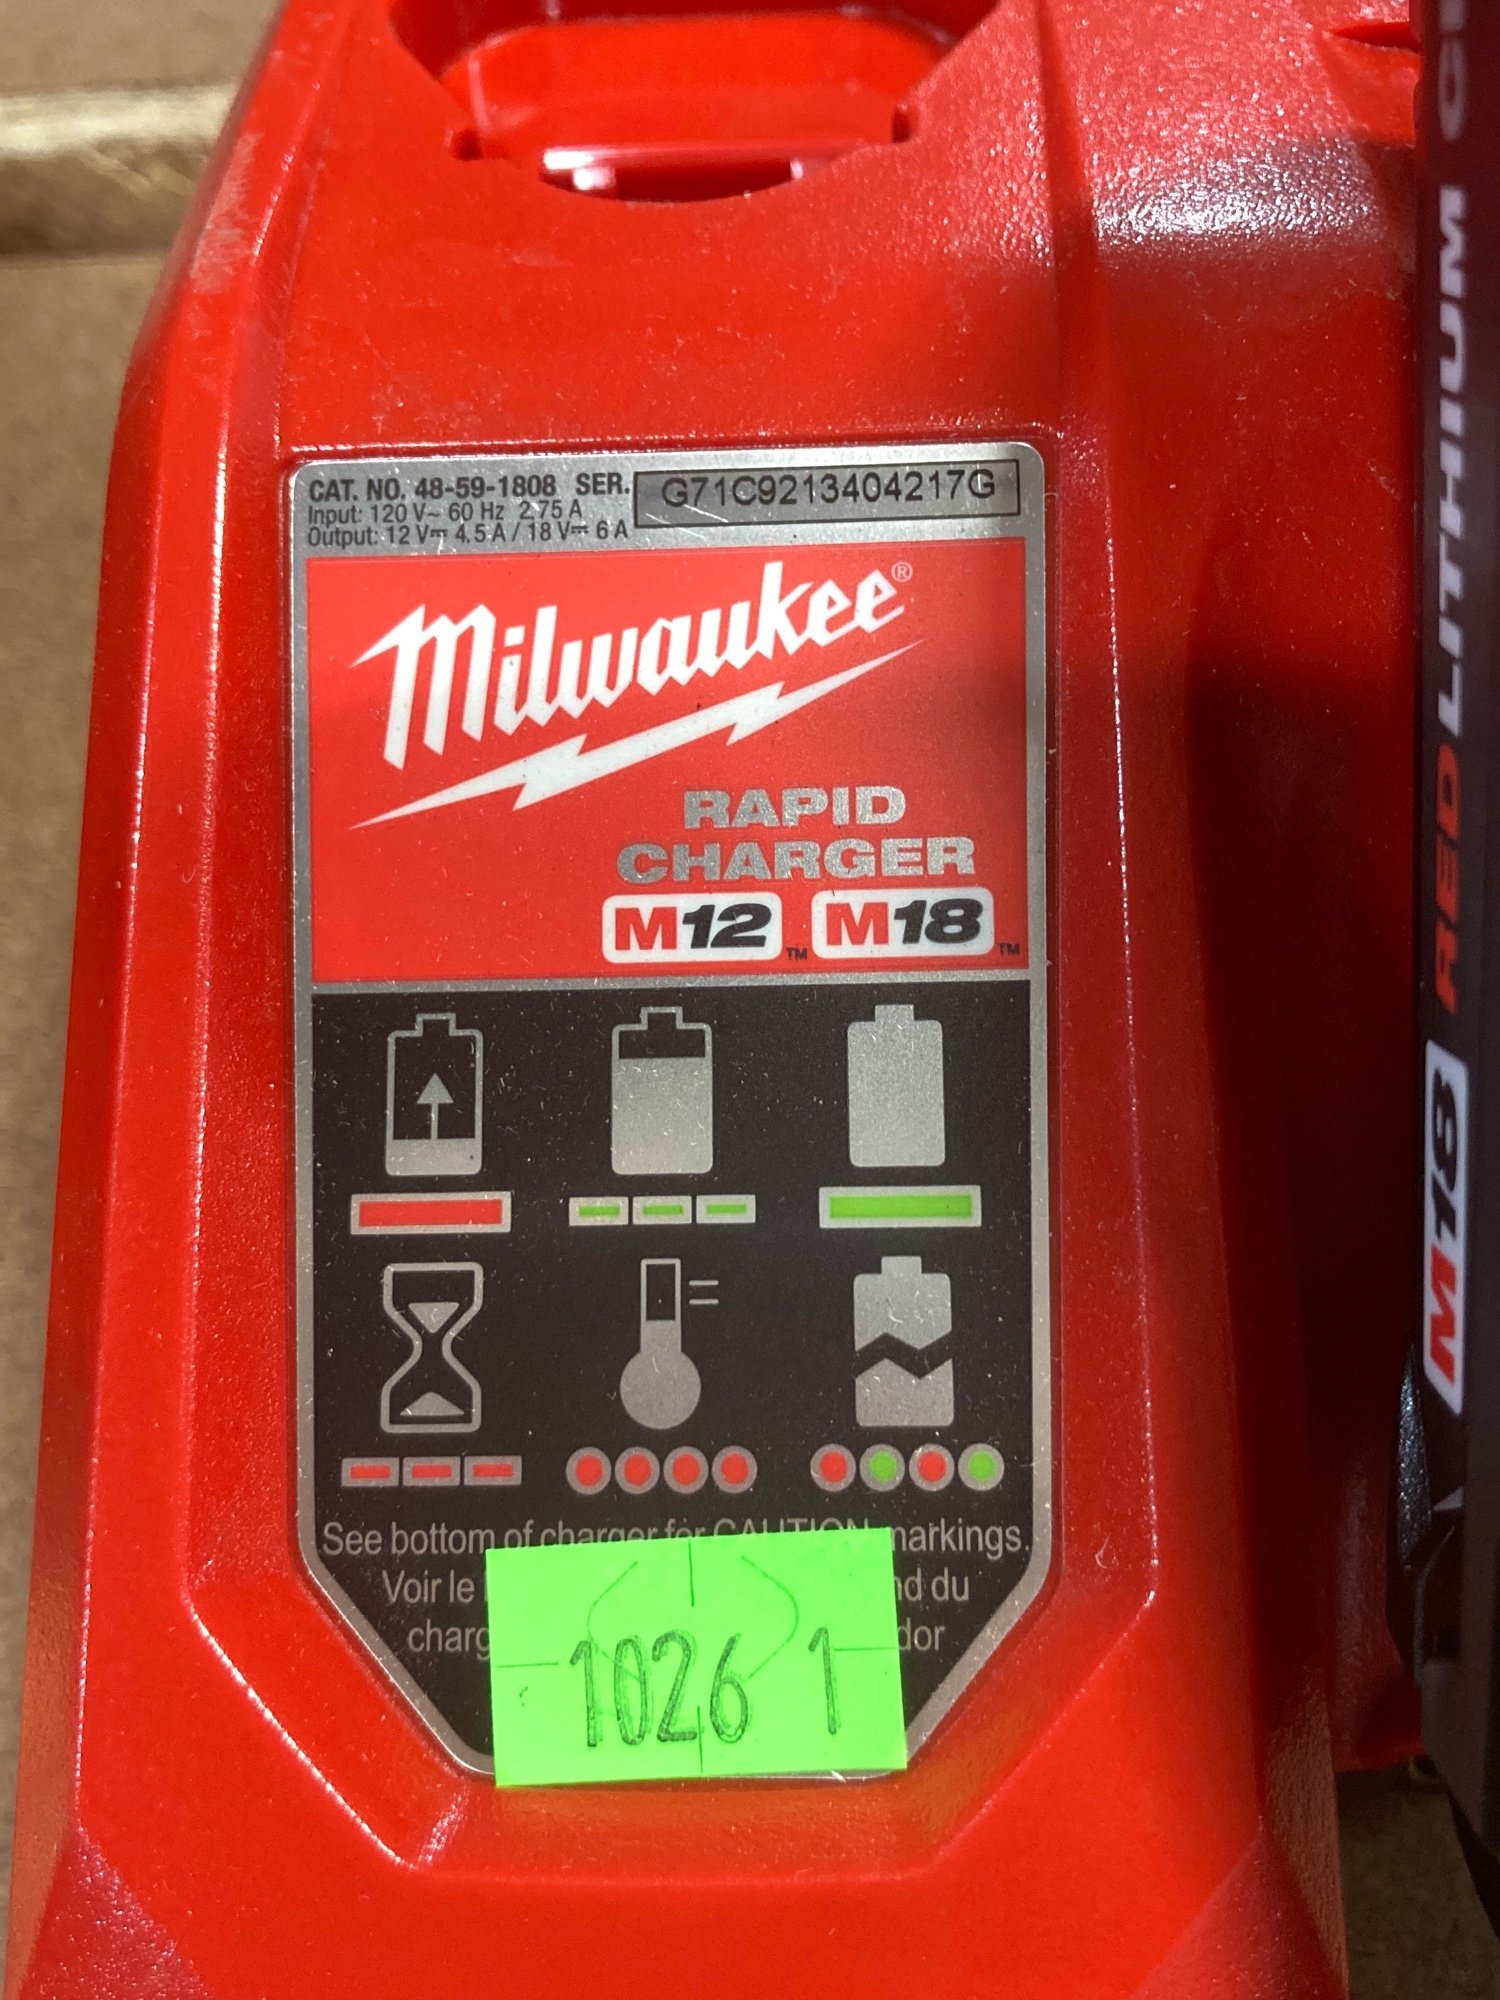 CAT. NO. 48-59-1808 SER. G71C9213404217G
Input: 120 V~ 60 Hz 2.75 A
Output: 12 V⎓ 4.5 A / 18 V⎓ 6 A
Milwaukee®
RAPID
CHARGER
M12™ M18™
See bottom of charger for CAUTION markings.
Voir le nd du
charg dor
1026 1
M18 REDLITHIUM